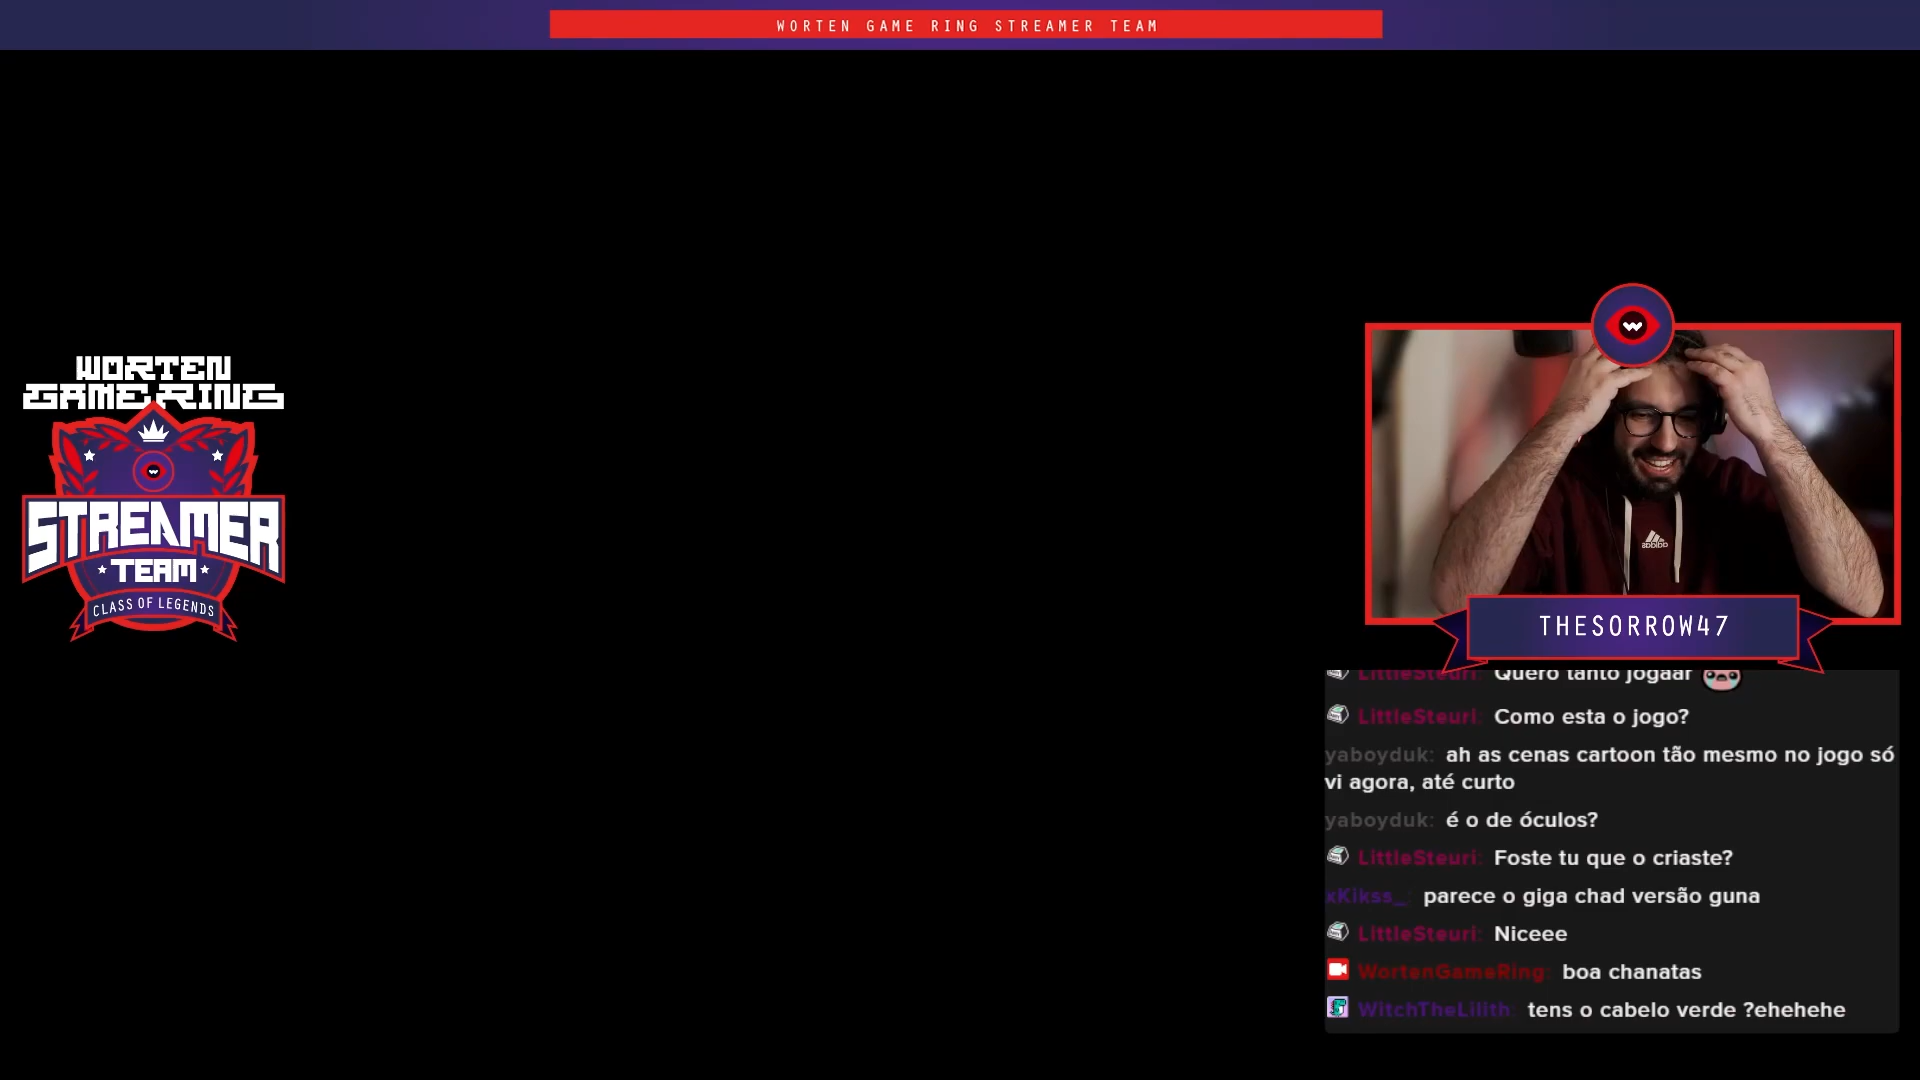 WORTEN GAME RING STREAMER TEAM
WORTEN
GAME RING
STREAMER
TEAM
CLASS OF LEGENDS
adidas
THESORROW47
LittleSteuri: Quero tanto jogaar
LittleSteuri: Como esta o jogo?
yaboyduk: ah as cenas cartoon tão mesmo no jogo só
vi agora, até curto
yaboyduk: é o de óculos?
LittleSteuri: Foste tu que o criaste?
xKikss_: parece o giga chad versão guna
LittleSteuri: Niceee
WortenGameRing: boa chanatas
WitchTheLilith: tens o cabelo verde ?ehehehe